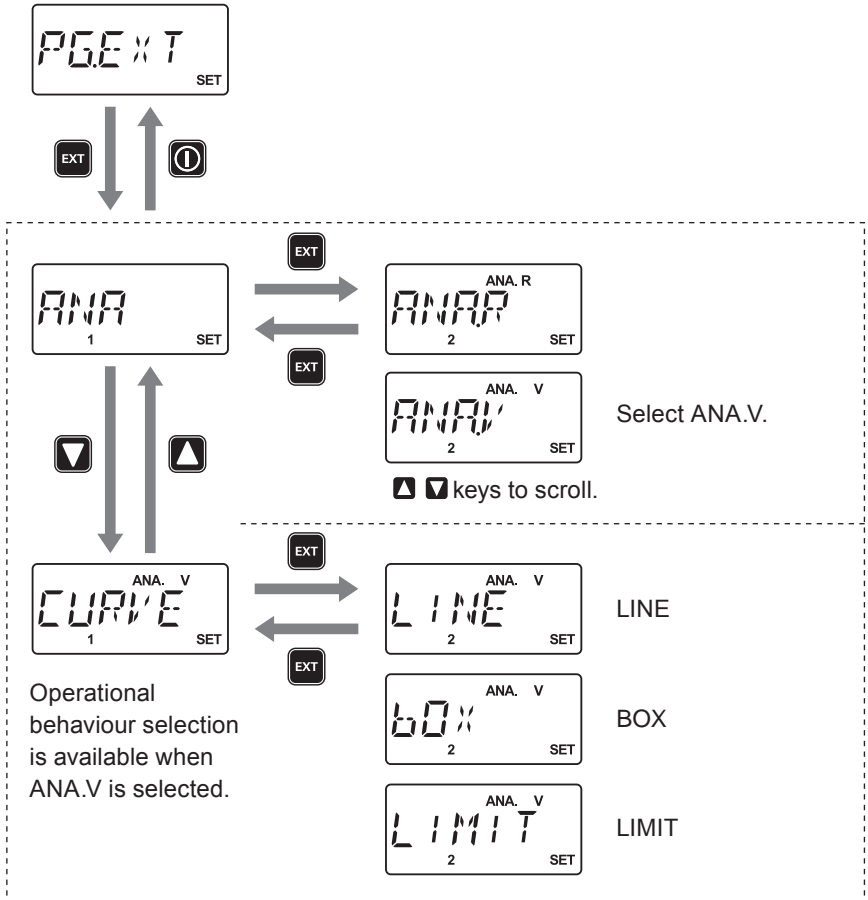 PG.EXT
SET
EXT
EXT
ANA
1 SET
ANA. R
ANA.R
2 SET
EXT
ANA. V
ANA.V
2 SET
Select ANA.V.
keys to scroll.
EXT
ANA. V
CURVE
1 SET
ANA. V
LINE
2 SET
LINE
EXT
Operational
behaviour selection
is available when
ANA.V is selected.
ANA. V
bOX
2 SET
BOX
ANA. V
LIMIT
2 SET
LIMIT